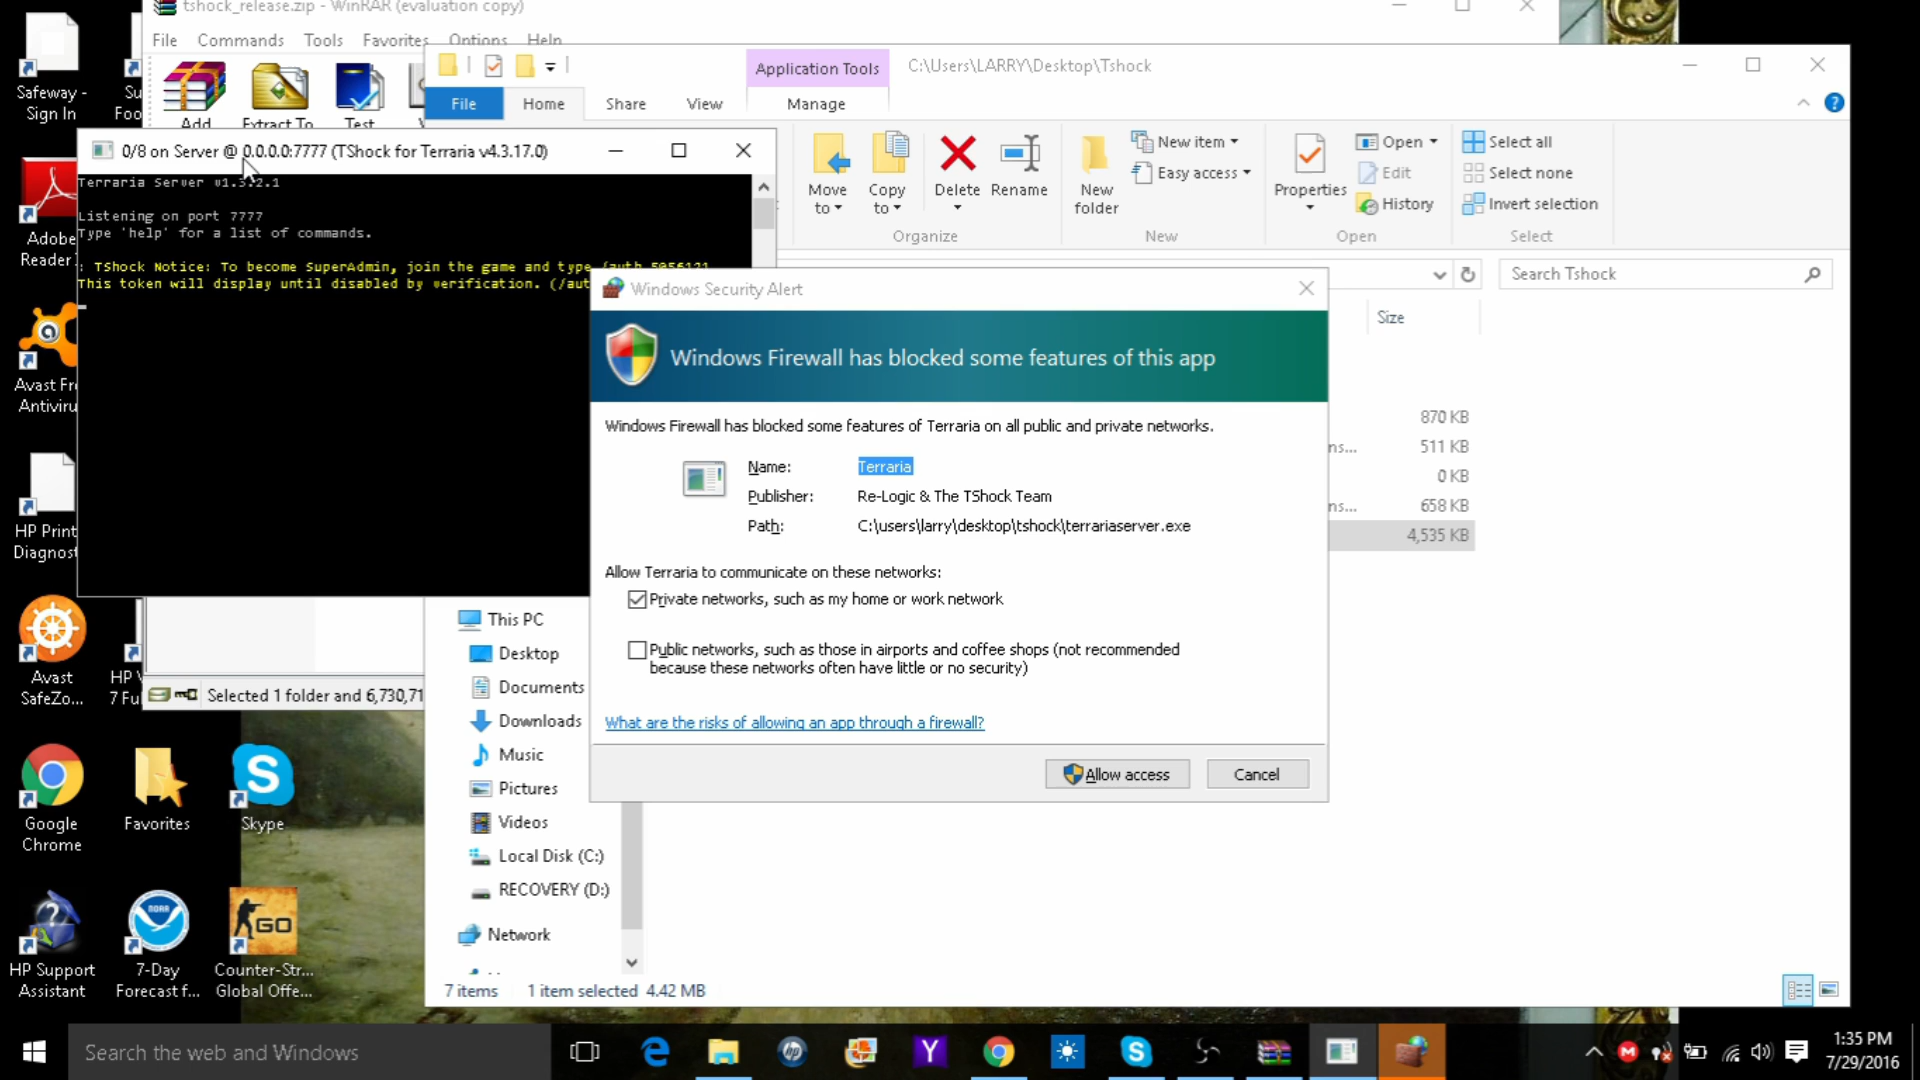 tshock_release.zip - WinRAR (evaluation copy)
File Commands Tools Favorites Options Help
Add Extract To Test
Application Tools C:\Users\LARRY\Desktop\Tshock
File Home Share View Manage
Move to Copy to Delete Rename
Organize
New folder
New item
Easy access
New
Properties
Open
Edit
History
Open
Select all
Select none
Invert selection
Select
Search Tshock
Size
870 KB
ns... 511 KB
0 KB
ns... 658 KB
4,535 KB
0/8 on Server @ 0.0.0.0:7777 (TShock for Terraria v4.3.17.0)
Terraria Server v1.3.2.1
Listening on port 7777
Type 'help' for a list of commands.
: TShock Notice: To become SuperAdmin, join the game and type /auth 5056121
This token will display until disabled by verification. (/aut
Windows Security Alert
Windows Firewall has blocked some features of this app
Windows Firewall has blocked some features of Terraria on all public and private networks.
Name: Terraria
Publisher: Re-Logic & The TShock Team
Path: C:\users\larry\desktop\tshock\terrariaserver.exe
Allow Terraria to communicate on these networks:
Private networks, such as my home or work network
Public networks, such as those in airports and coffee shops (not recommended
because these networks often have little or no security)
What are the risks of allowing an app through a firewall?
Allow access Cancel
This PC
Desktop
Documents
Downloads
Music
Pictures
Videos
Local Disk (C:)
RECOVERY (D:)
Network
7 items 1 item selected 4.42 MB
Selected 1 folder and 6,730,71
Safeway -
Sign In
Su
Foo
Adobe
Reader
Avast Fr
Antiviru
HP Print
Diagnost
Avast
SafeZo...
HP V
7 Fu
Google
Chrome
Favorites
Skype
HP Support
Assistant
NOAR
7-Day
Forecast f...
GO
Counter-Str...
Global Offe...
Search the web and Windows
1:35 PM
7/29/2016